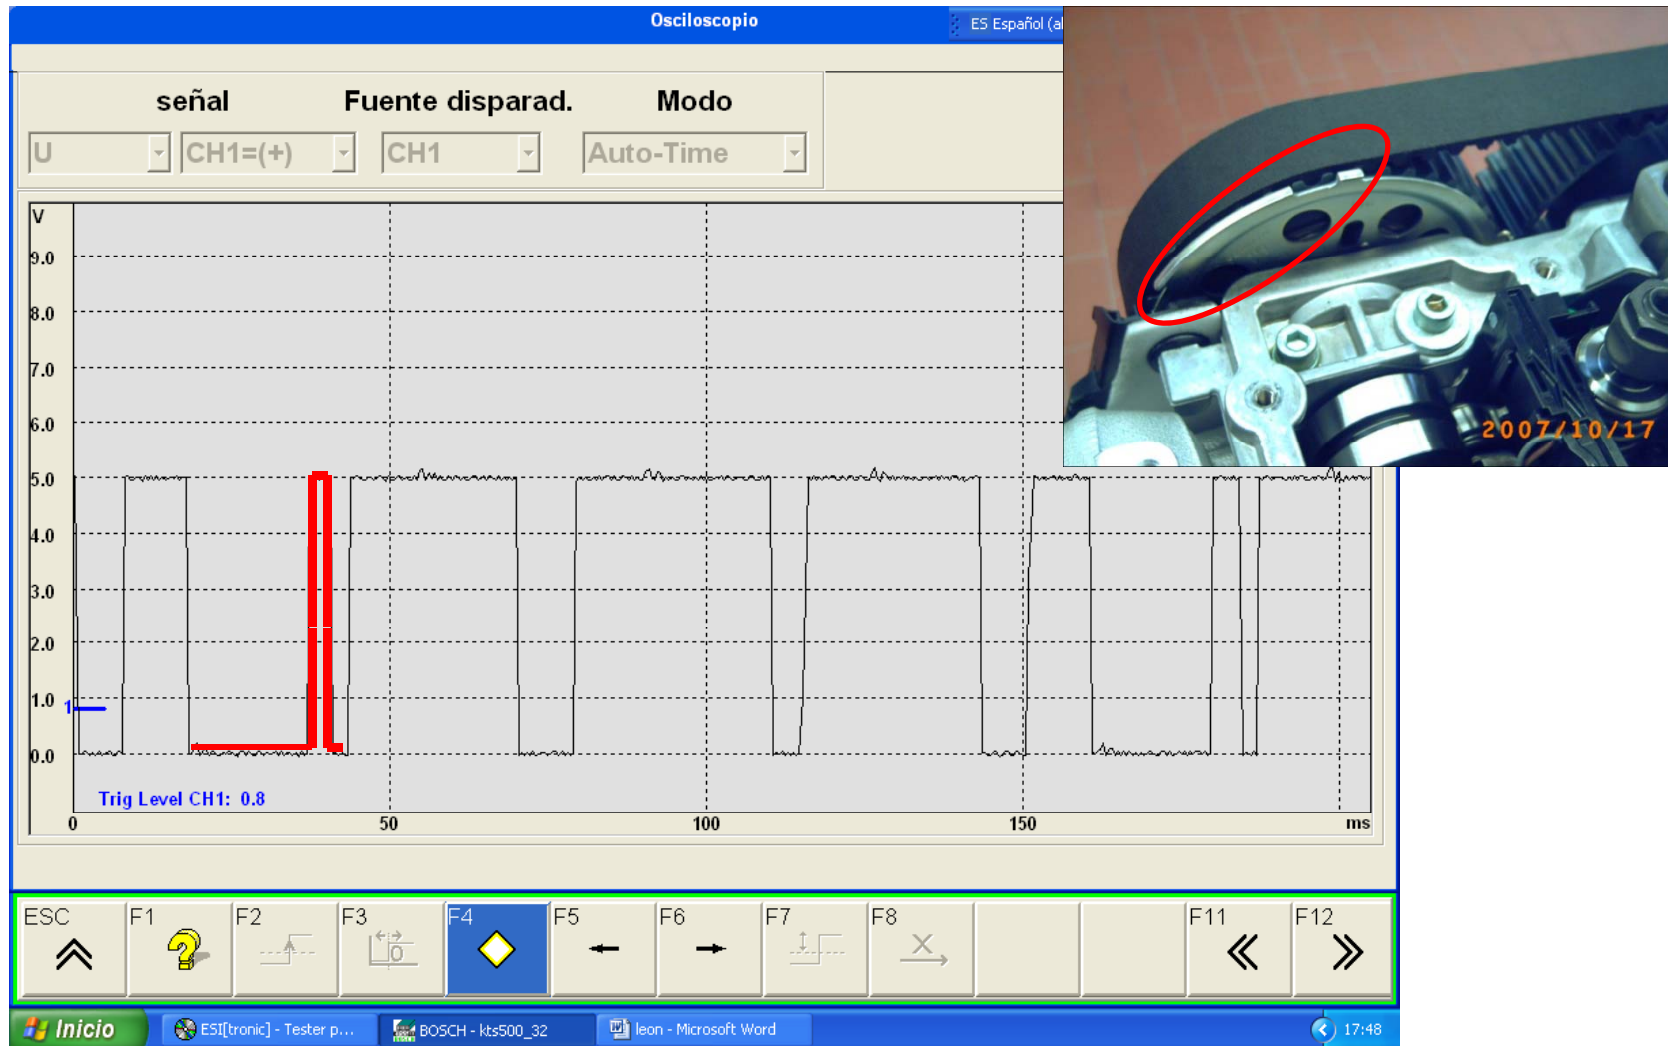 Osciloscopio
ES Español (al
señal Fuente disparad. Modo
U CH1=(+) CH1 Auto-Time
V
9.0
8.0
7.0
6.0
5.0
4.0
3.0
2.0
1.0
1
0.0
Trig Level CH1: 0.8
0 50 100 150 ms
2007/10/17
ESC F1 F2 F3 F4 F5 F6 F7 F8 F11 F12
0 X
Inicio ESI[tronic] - Tester p... BOSCH - kts500_32 leon - Microsoft Word 17:48